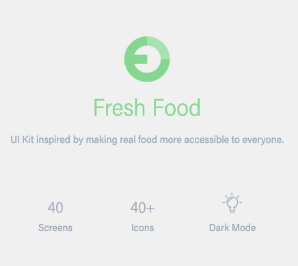 Fresh Food
UI Kit inspired by making real food more accessible to everyone.
40
40+
Screens
Icons
Dark Mode